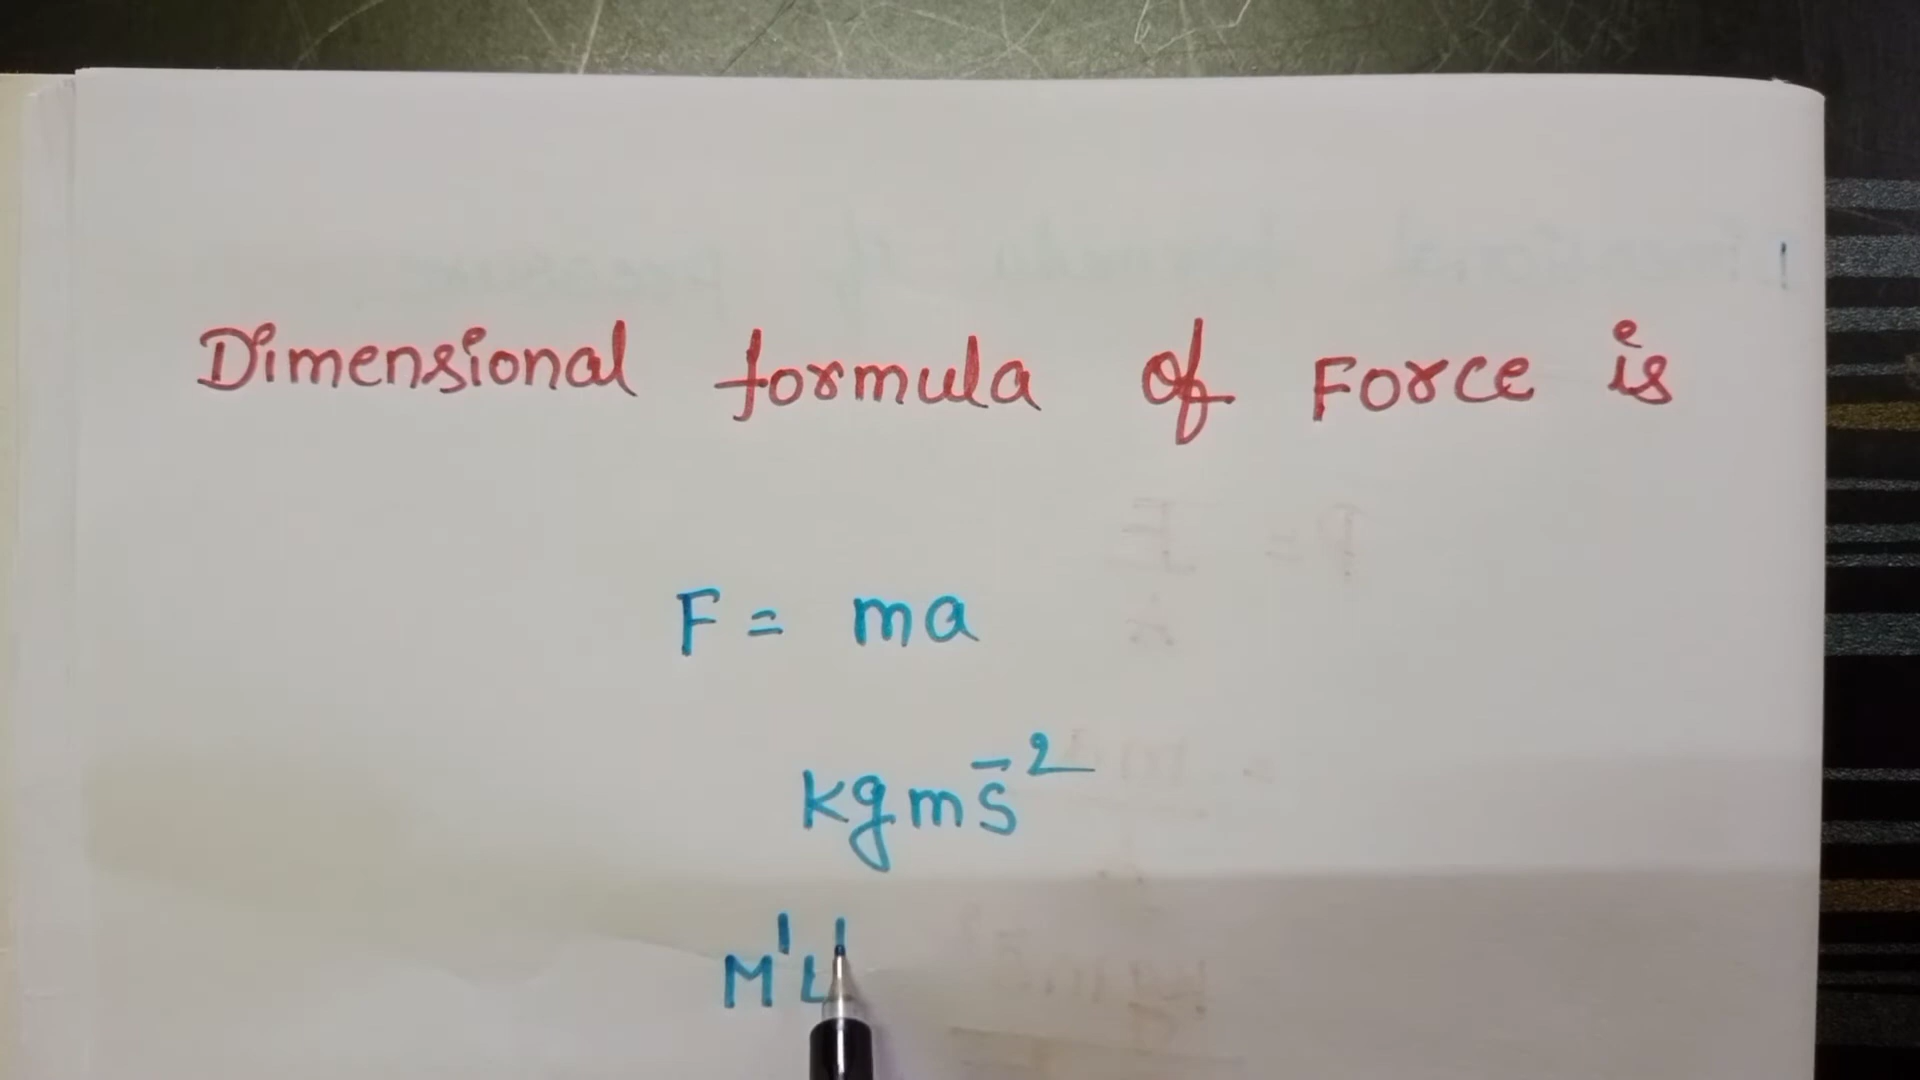 Dimensional formula of Force is
F = ma
kgms⁻²
M¹L¹